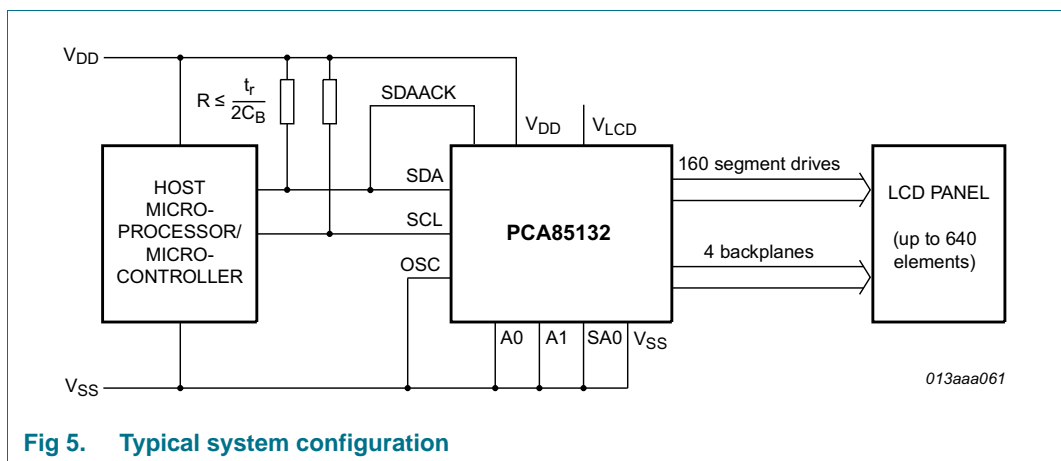 VDD
R ≤ tr
2CB
SDAACK
VDD
VLCD
HOST
MICRO-
PROCESSOR/
MICRO-
CONTROLLER
SDA
SCL
OSC
PCA85132
160 segment drives
4 backplanes
LCD PANEL
(up to 640
elements)
A0 A1 SA0 VSS
VSS
013aaa061
Fig 5. Typical system configuration